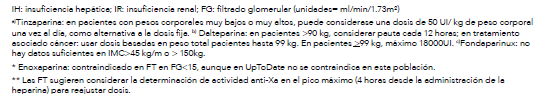 IH: insuficiencia hepática; IR: insuficiencia renal; FG: filtrado glomerular (unidades= ml/min/1.73m²)
ᵃ⁾Tinzaparina: en pacientes con pesos corporales muy bajos o muy altos, puede considerarse una dosis de 50 UI/ kg de peso corporal
una vez al día, como alternativa a la dosis fija. ᵇ⁾ Dalteparina: en pacientes >90 kg, considerar pauta cada 12 horas; en tratamiento
asociado cáncer: usar dosis basadas en peso total pacientes hasta 99 kg. En pacientes ≥99 kg, máximo 18000UI. ᶜ⁾Fondaparinux: no
hay datos suficientes en IMC>45 kg/m o > 150kg.
* Enoxaparina: contraindicado en FT en FG<15, aunque en UpToDate no se contraindica en esta población.
** Las FT sugieren considerar la determinación de actividad anti-Xa en el pico máximo (4 horas desde la administración de la
heparina) para reajustar dosis.